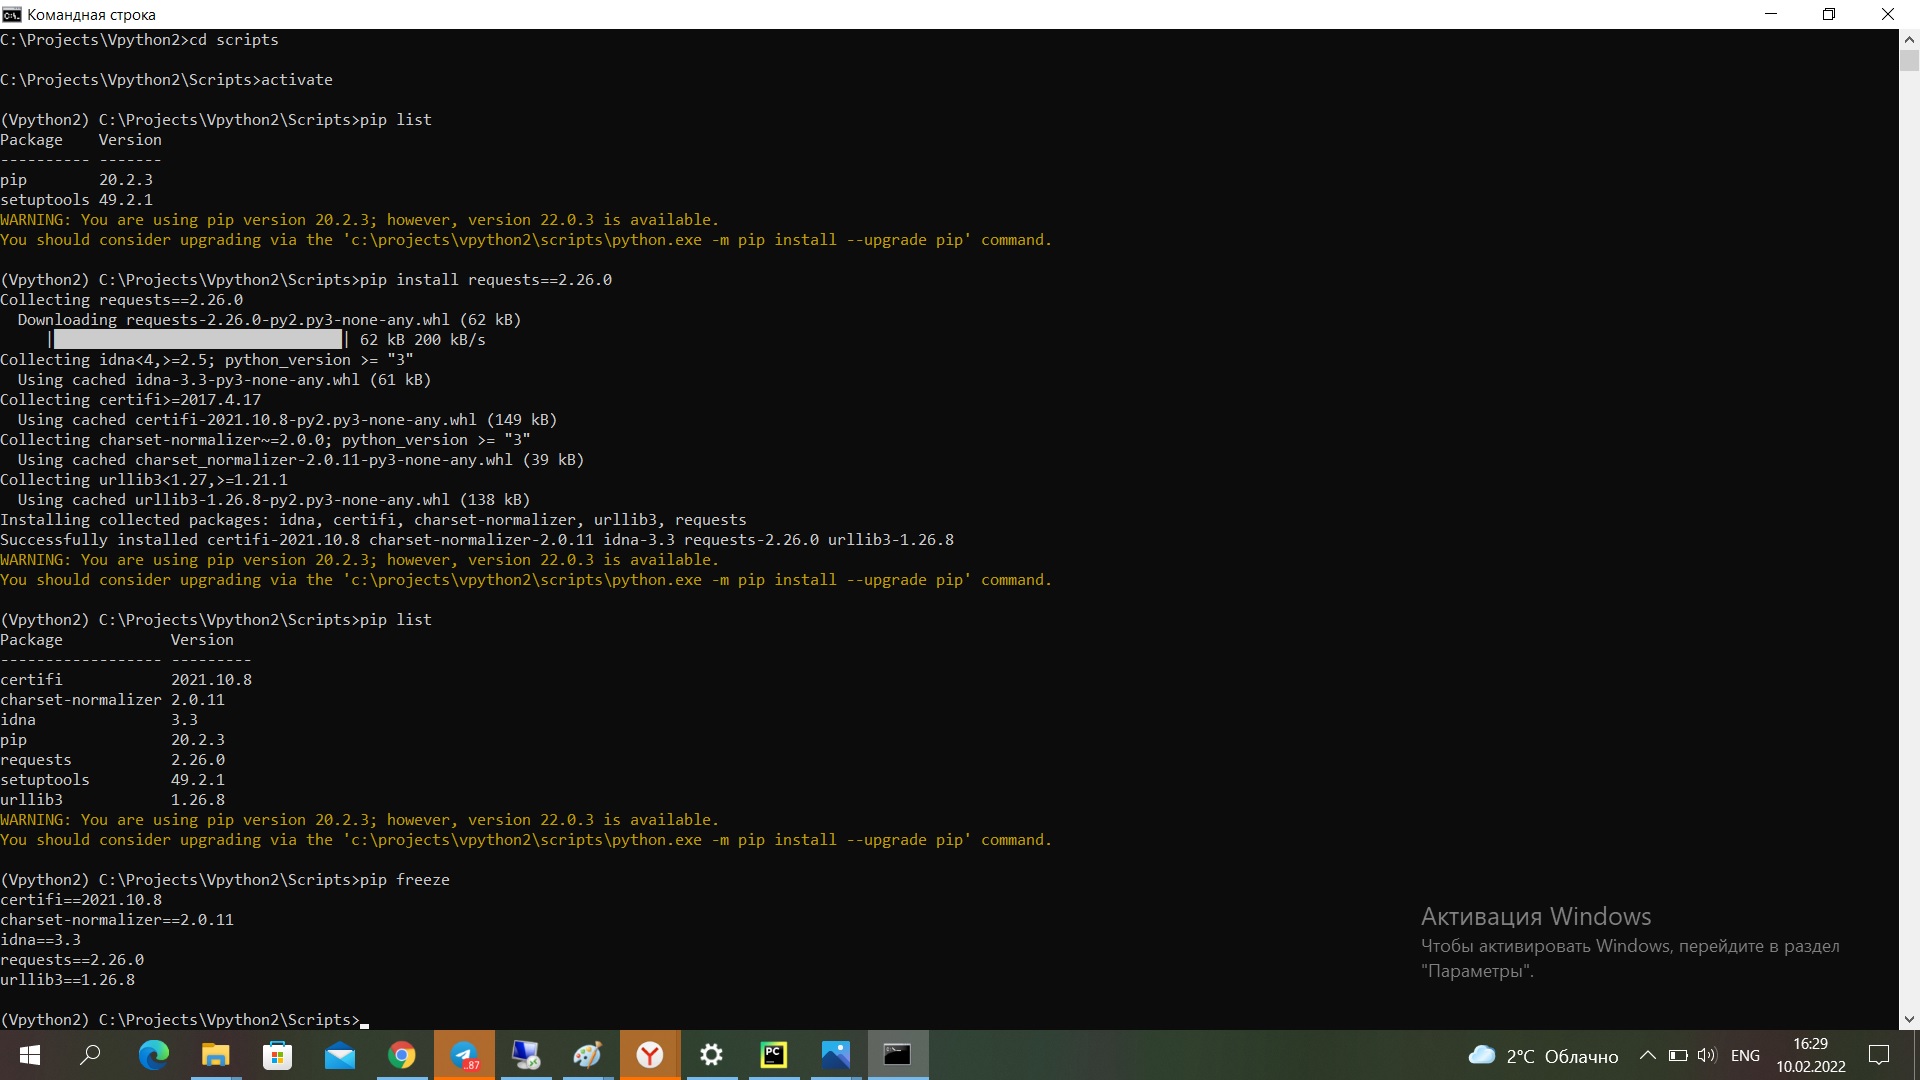 Командная строка
C:\Projects\Vpython2>cd scripts
C:\Projects\Vpython2\Scripts>activate
(Vpython2) C:\Projects\Vpython2\Scripts>pip list
Package    Version
---------- -------
pip        20.2.3
setuptools 49.2.1
WARNING: You are using pip version 20.2.3; however, version 22.0.3 is available.
You should consider upgrading via the 'c:\projects\vpython2\scripts\python.exe -m pip install --upgrade pip' command.
(Vpython2) C:\Projects\Vpython2\Scripts>pip install requests==2.26.0
Collecting requests==2.26.0
  Downloading requests-2.26.0-py2.py3-none-any.whl (62 kB)
     |████████████████████████████████| 62 kB 200 kB/s
Collecting idna<4,>=2.5; python_version >= "3"
  Using cached idna-3.3-py3-none-any.whl (61 kB)
Collecting certifi>=2017.4.17
  Using cached certifi-2021.10.8-py2.py3-none-any.whl (149 kB)
Collecting charset-normalizer~=2.0.0; python_version >= "3"
  Using cached charset_normalizer-2.0.11-py3-none-any.whl (39 kB)
Collecting urllib3<1.27,>=1.21.1
  Using cached urllib3-1.26.8-py2.py3-none-any.whl (138 kB)
Installing collected packages: idna, certifi, charset-normalizer, urllib3, requests
Successfully installed certifi-2021.10.8 charset-normalizer-2.0.11 idna-3.3 requests-2.26.0 urllib3-1.26.8
WARNING: You are using pip version 20.2.3; however, version 22.0.3 is available.
You should consider upgrading via the 'c:\projects\vpython2\scripts\python.exe -m pip install --upgrade pip' command.
(Vpython2) C:\Projects\Vpython2\Scripts>pip list
Package            Version
------------------ ---------
certifi            2021.10.8
charset-normalizer 2.0.11
idna               3.3
pip                20.2.3
requests           2.26.0
setuptools         49.2.1
urllib3            1.26.8
WARNING: You are using pip version 20.2.3; however, version 22.0.3 is available.
You should consider upgrading via the 'c:\projects\vpython2\scripts\python.exe -m pip install --upgrade pip' command.
(Vpython2) C:\Projects\Vpython2\Scripts>pip freeze
certifi==2021.10.8
charset-normalizer==2.0.11
idna==3.3
requests==2.26.0
urllib3==1.26.8
(Vpython2) C:\Projects\Vpython2\Scripts>
Активация Windows
Чтобы активировать Windows, перейдите в раздел
"Параметры".
..87
PC
2°C Облачно
ENG
16:29
10.02.2022